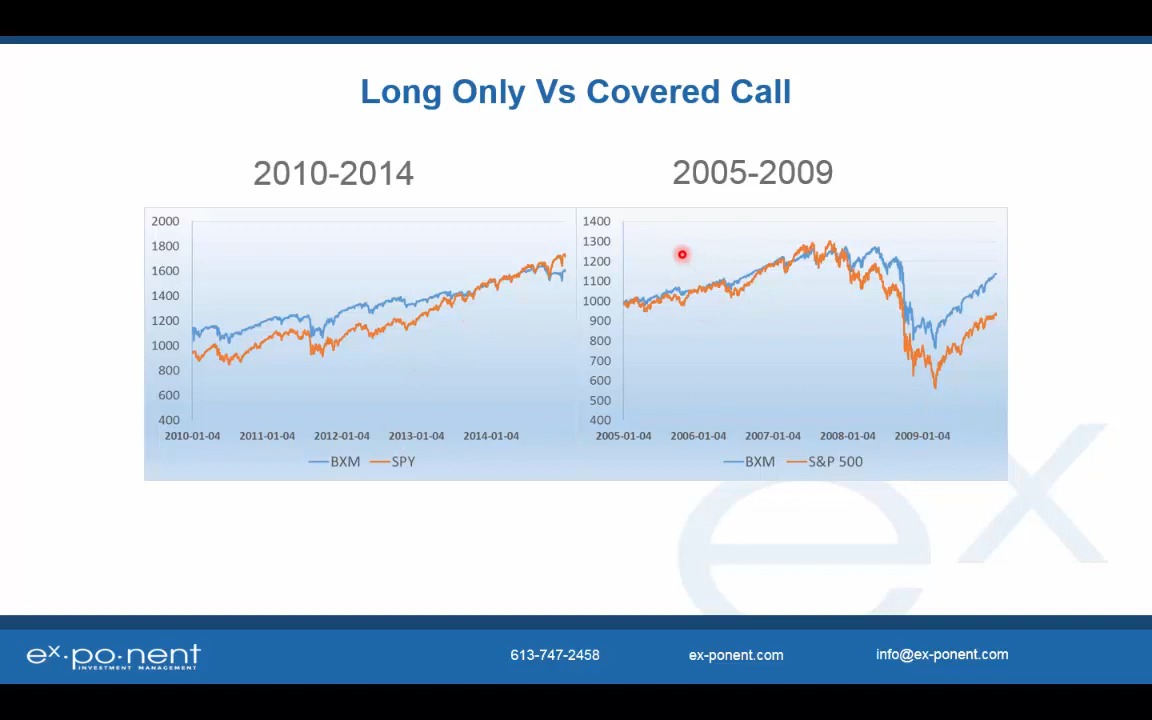 Long Only Vs Covered Call
2010-2014
2005-2009
2000
1800
1600
1400
1200
1000
800
600
400
2010-01-04 2011-01-04 2012-01-04 2013-01-04 2014-01-04
BXM SPY
1400
1300
1200
1100
1000
900
800
700
600
500
400
2005-01-04 2006-01-04 2007-01-04 2008-01-04 2009-01-04
BXM S&P 500
ex
ex·po·nent
INVESTMENT MANAGEMENT
613-747-2458
ex-ponent.com
info@ex-ponent.com